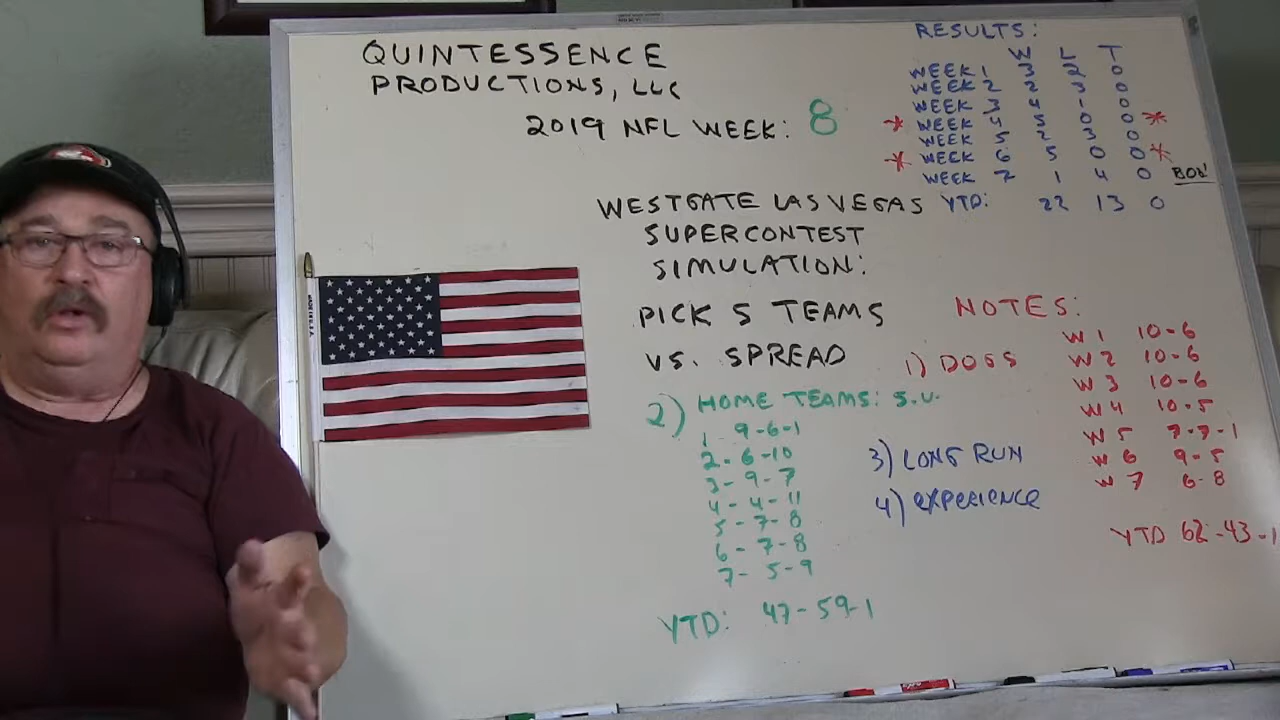 QUINTESSENCE
PRODUCTIONS, LLC
2019 NFL WEEK: 8
RESULTS:
W L T
WEEK 1 3 2 0
WEEK 2 2 3 0
WEEK 3 4 1 0
* WEEK 4 5 0 0 *
WEEK 5 2 3 0
* WEEK 6 5 0 0 *
WEEK 7 1 4 0 BOO!
YTD: 22 13 0
WESTGATE LAS VEGAS
SUPERCONTEST
SIMULATION:
PICK 5 TEAMS
VS. SPREAD
NOTES:
1) DOGS
W 1 10-6
W 2 10-6
W 3 10-6
W 4 10-5
W 5 7-7-1
W 6 9-5
W 7 6-8
YTD 62-43-1
2) HOME TEAMS: S.U.
1 9-6-1
2-6-10
3-9-7
4-4-11
5-7-8
6-7-8
7-5-9
YTD: 47-59-1
3) LONG RUN
4) EXPERIENCE